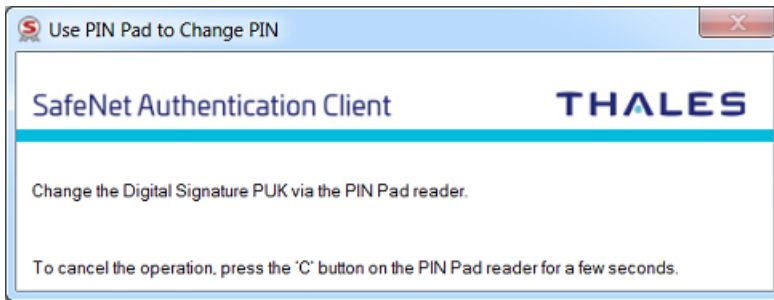 Use PIN Pad to Change PIN
SafeNet Authentication Client
THALES
Change the Digital Signature PUK via the PIN Pad reader.
To cancel the operation, press the 'C' button on the PIN Pad reader for a few seconds.